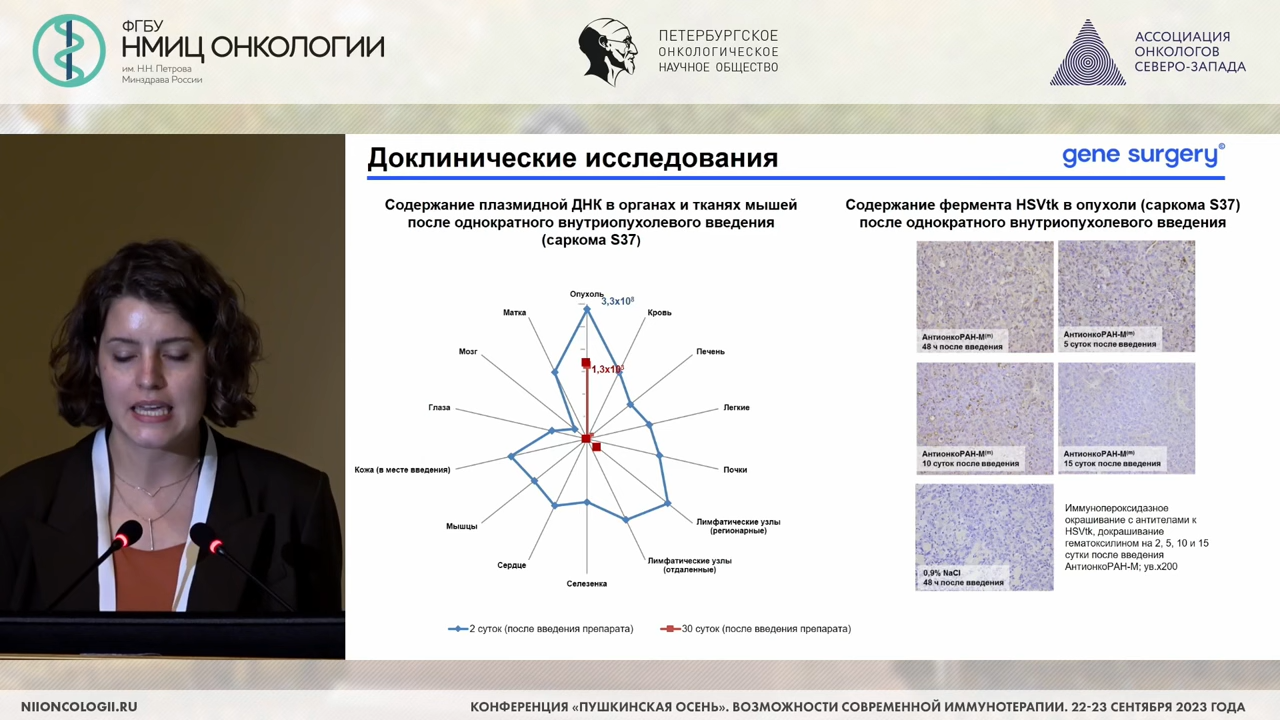 ФГБУ
НМИЦ ОНКОЛОГИИ
им. Н.Н. Петрова
Минздрава России
ПЕТЕРБУРГСКОЕ
ОНКОЛОГИЧЕСКОЕ
НАУЧНОЕ ОБЩЕСТВО
АССОЦИАЦИЯ
ОНКОЛОГОВ
СЕВЕРО-ЗАПАДА
Доклинические исследования
gene surgery©
Содержание плазмидной ДНК в органах и тканях мышей
после однократного внутриопухолевого введения
(саркома S37)
Опухоль
3,3x10⁸
Кровь
Печень
Легкие
Почки
Лимфатические узлы
(регионарные)
Лимфатические узлы
(отдаленные)
Селезенка
Сердце
Мышцы
Кожа (в месте введения)
Глаза
Мозг
Матка
2 суток (после введения препарата)
30 суток (после введения препарата)
Содержание фермента HSVtk в опухоли (саркома S37)
после однократного внутриопухолевого введения
АнтионкоРАН-М⁽ᵐ⁾
48 ч после введения
АнтионкоРАН-М⁽ᵐ⁾
5 суток после введения
АнтионкоРАН-М⁽ᵐ⁾
10 суток после введения
АнтионкоРАН-М⁽ᵐ⁾
15 суток после введения
0,9% NaCl
48 ч после введения
Иммунопероксидазное
окрашивание с антителами к
HSVtk, докрашивание
гематоксилином на 2, 5, 10 и 15
сутки после введения
АнтионкоРАН-М; ув.х200
NIIONCOLOGII.RU
КОНФЕРЕНЦИЯ «ПУШКИНСКАЯ ОСЕНЬ». ВОЗМОЖНОСТИ СОВРЕМЕННОЙ ИММУНОТЕРАПИИ. 22-23 СЕНТЯБРЯ 2023 ГОДА